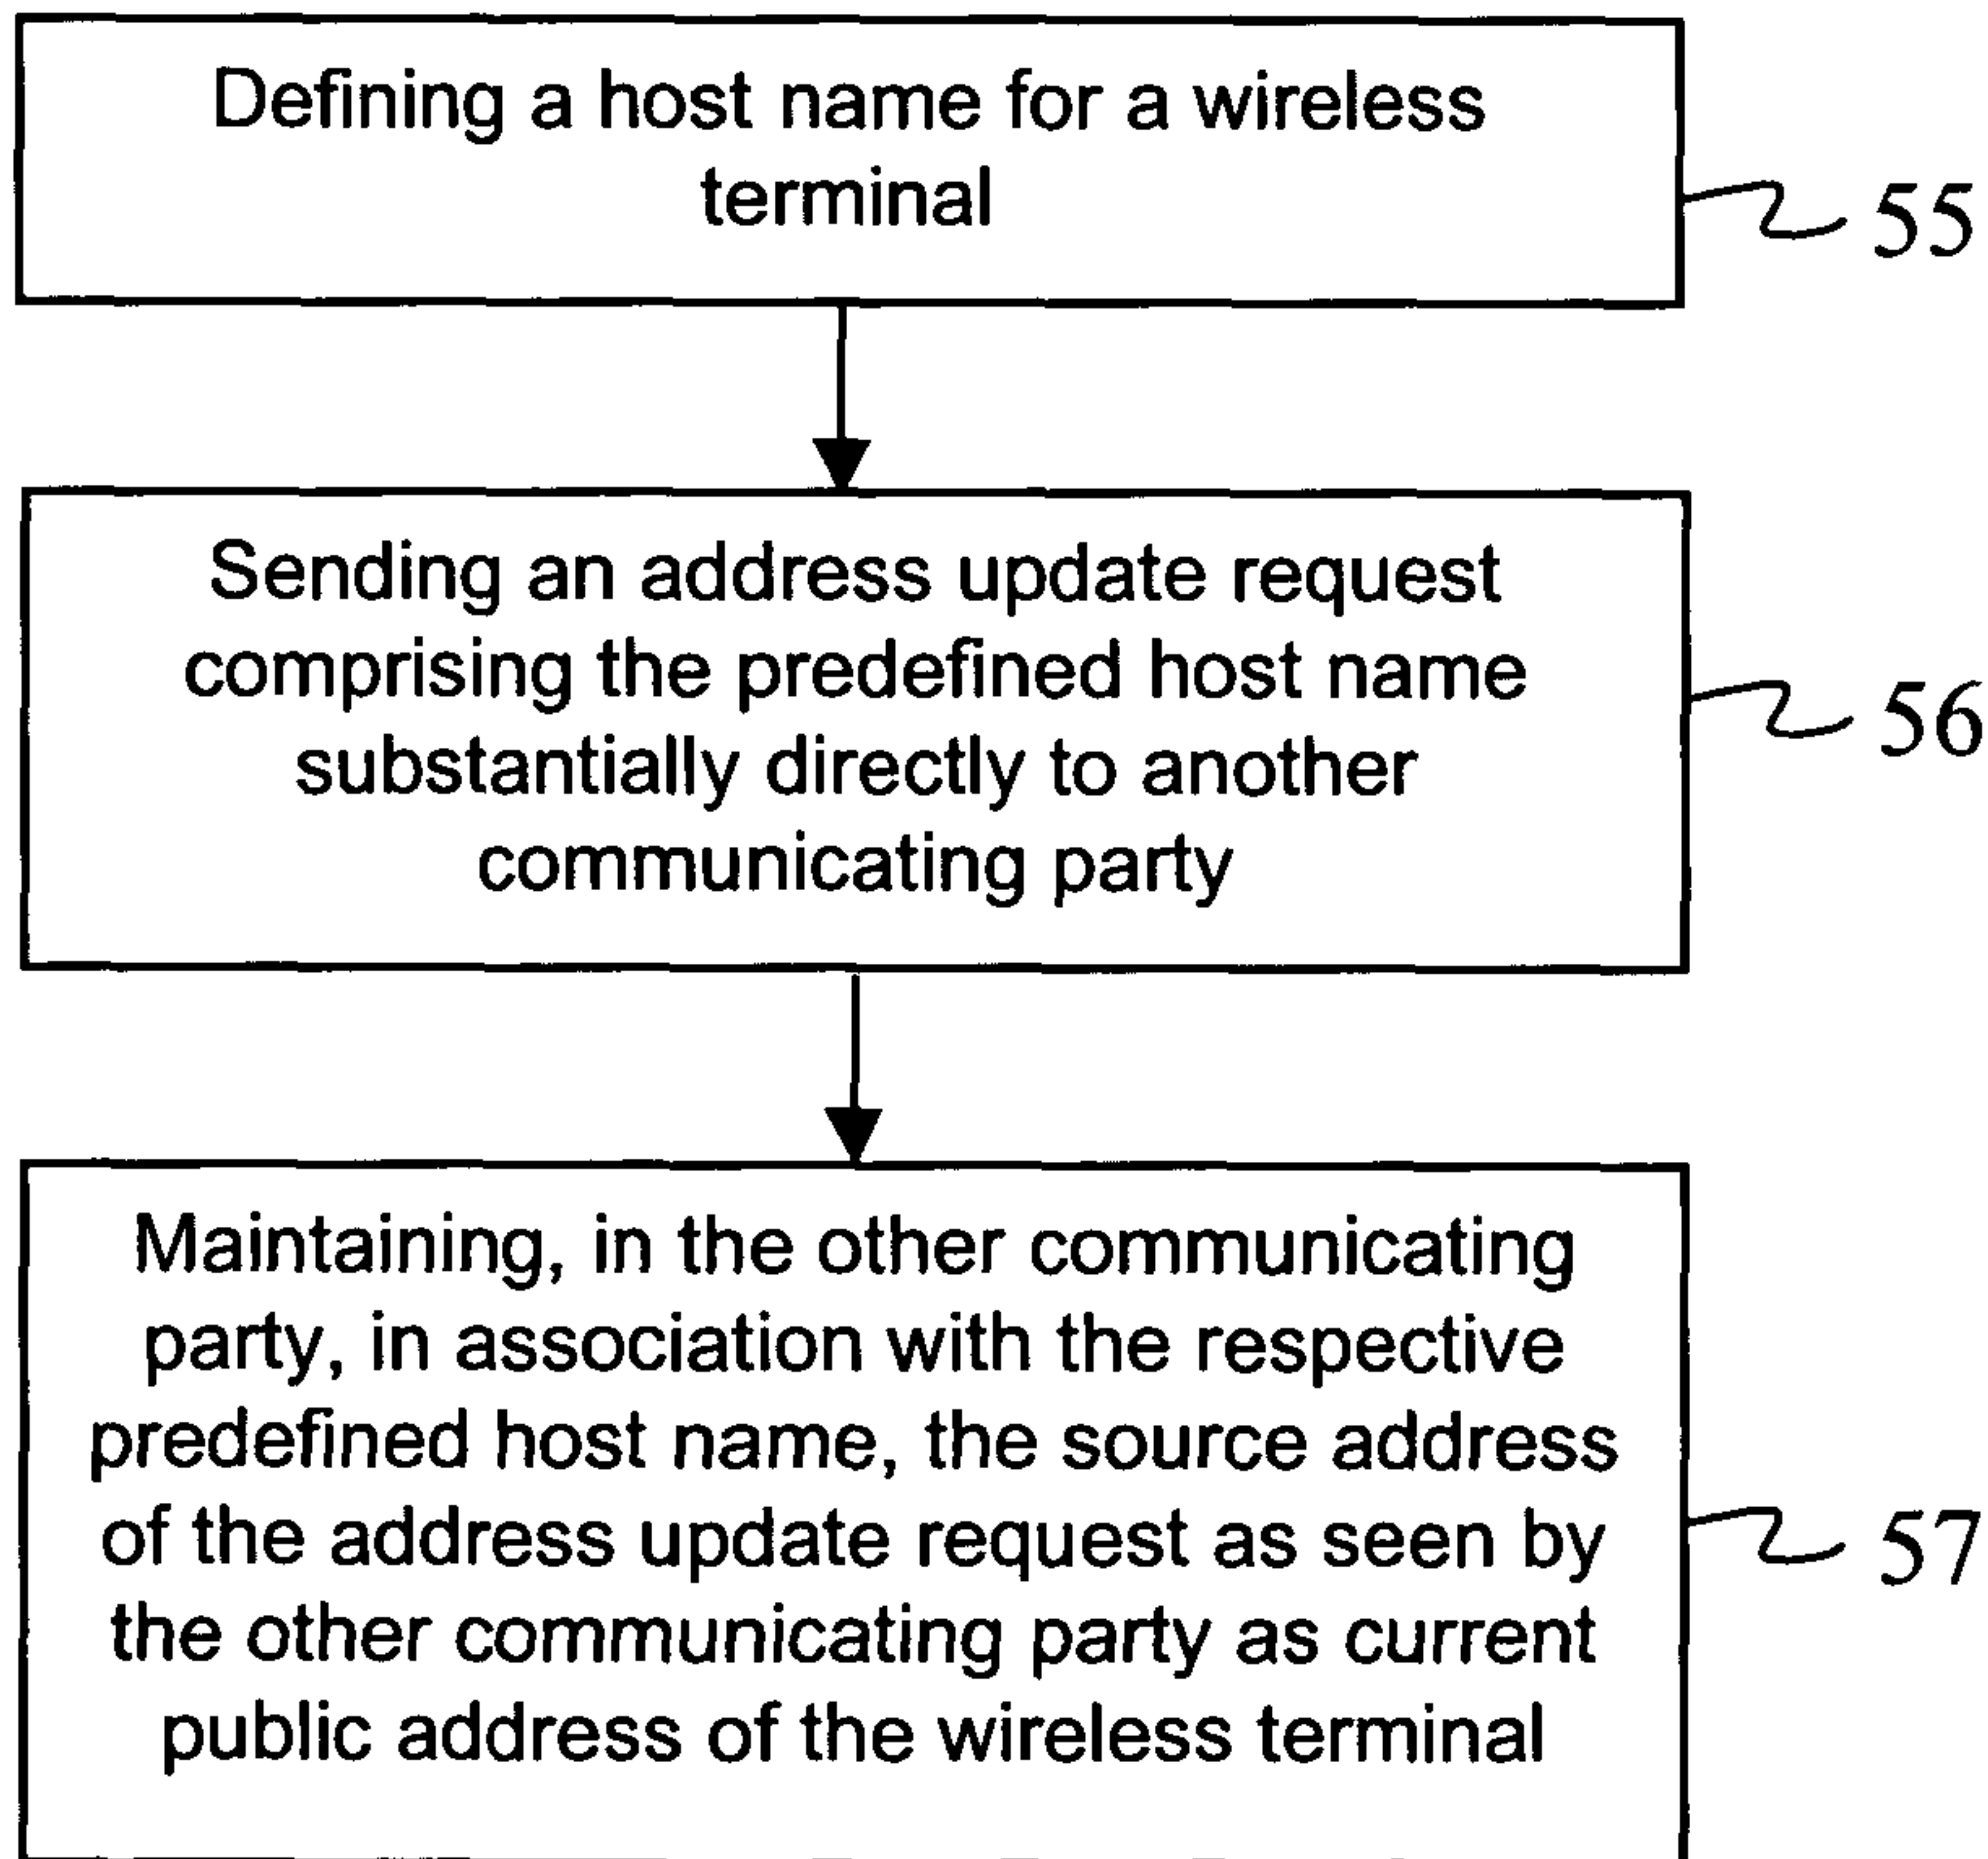 Defining a host name for a wireless
terminal
55
Sending an address update request
comprising the predefined host name
substantially directly to another
communicating party
56
Maintaining, in the other communicating
party, in association with the respective
predefined host name, the source address
of the address update request as seen by
the other communicating party as current
public address of the wireless terminal
57